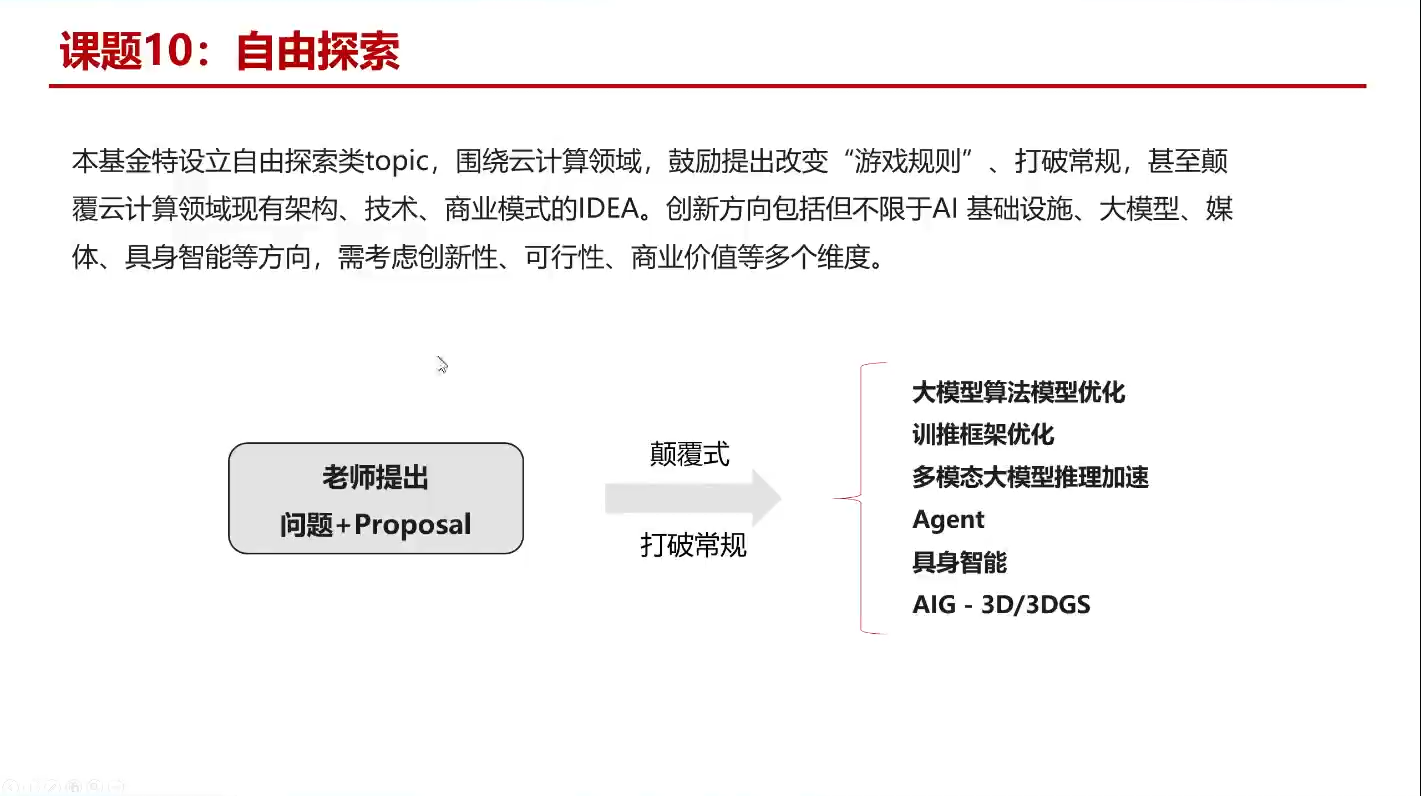 课题10：自由探索
本基金特设立自由探索类topic，围绕云计算领域，鼓励提出改变“游戏规则”、打破常规，甚至颠
覆云计算领域现有架构、技术、商业模式的IDEA。创新方向包括但不限于AI 基础设施、大模型、媒
体、具身智能等方向，需考虑创新性、可行性、商业价值等多个维度。
老师提出
问题+Proposal
颠覆式
打破常规
大模型算法模型优化
训推框架优化
多模态大模型推理加速
Agent
具身智能
AIG - 3D/3DGS